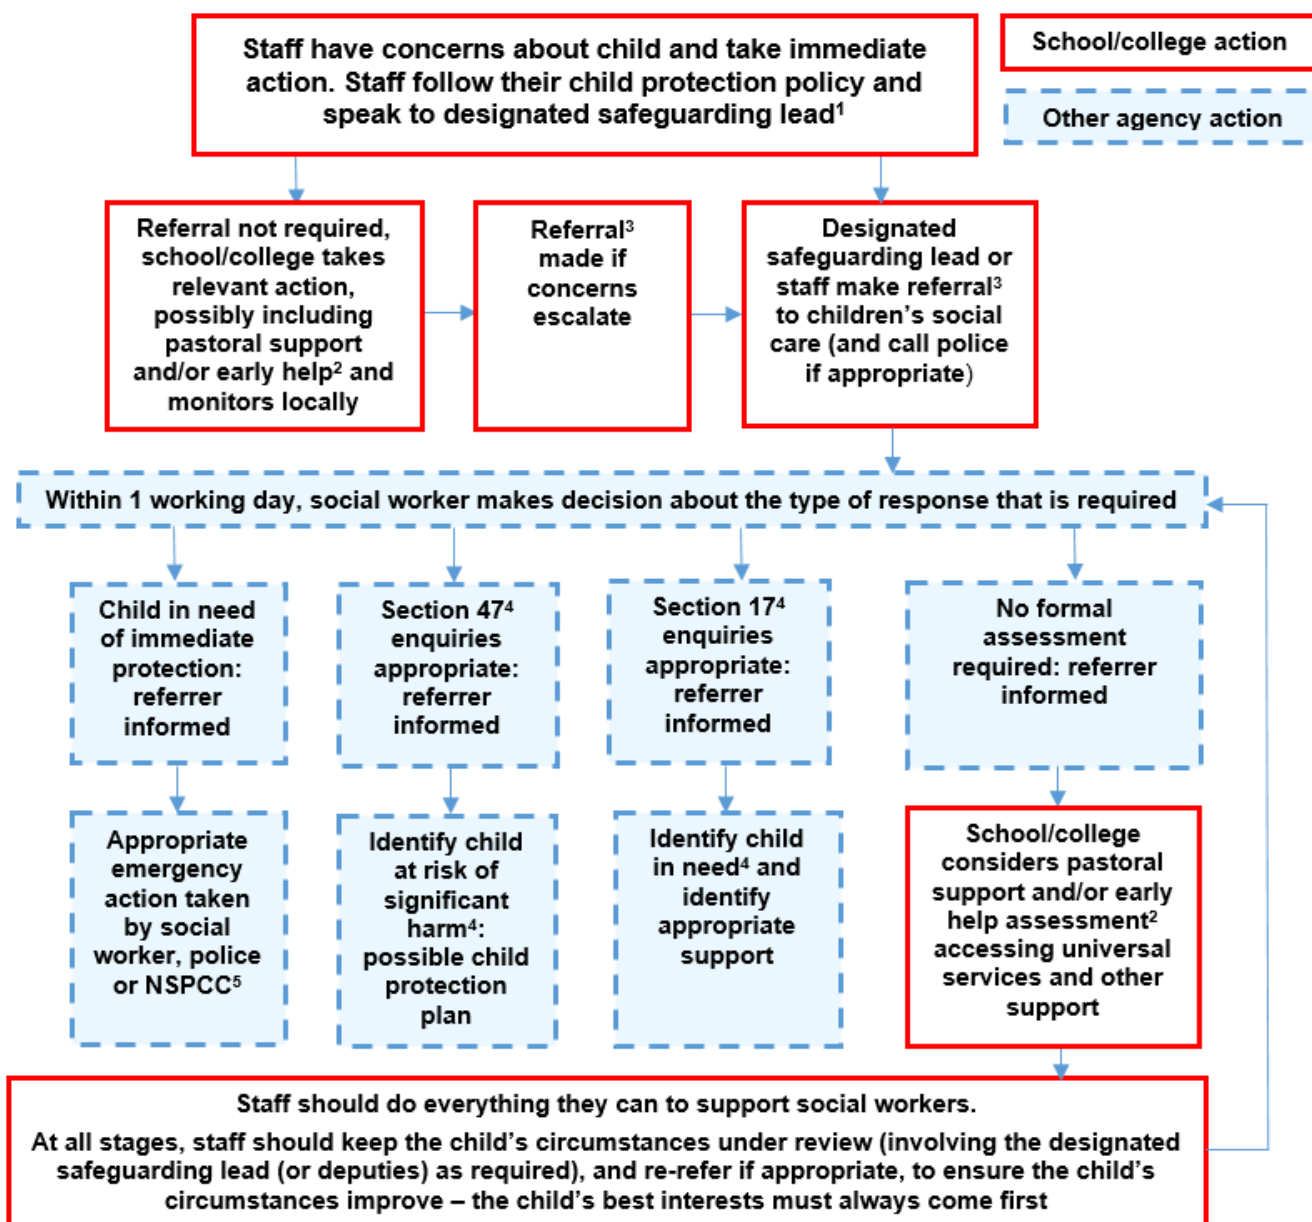 Staff have concerns about child and take immediate
action. Staff follow their child protection policy and
speak to designated safeguarding lead¹
School/college action
Other agency action
Referral not required,
school/college takes
relevant action,
possibly including
pastoral support
and/or early help² and
monitors locally
Referral³
made if
concerns
escalate
Designated
safeguarding lead or
staff make referral³
to children’s social
care (and call police
if appropriate)
Within 1 working day, social worker makes decision about the type of response that is required
Child in need
of immediate
protection:
referrer
informed
Section 47⁴
enquiries
appropriate:
referrer
informed
Section 17⁴
enquiries
appropriate:
referrer
informed
No formal
assessment
required: referrer
informed
Appropriate
emergency
action taken
by social
worker, police
or NSPCC⁵
Identify child
at risk of
significant
harm⁴:
possible child
protection
plan
Identify child
in need⁴ and
identify
appropriate
support
School/college
considers pastoral
support and/or early
help assessment²
accessing universal
services and other
support
Staff should do everything they can to support social workers.
At all stages, staff should keep the child’s circumstances under review (involving the designated
safeguarding lead (or deputies) as required), and re-refer if appropriate, to ensure the child’s
circumstances improve – the child’s best interests must always come first